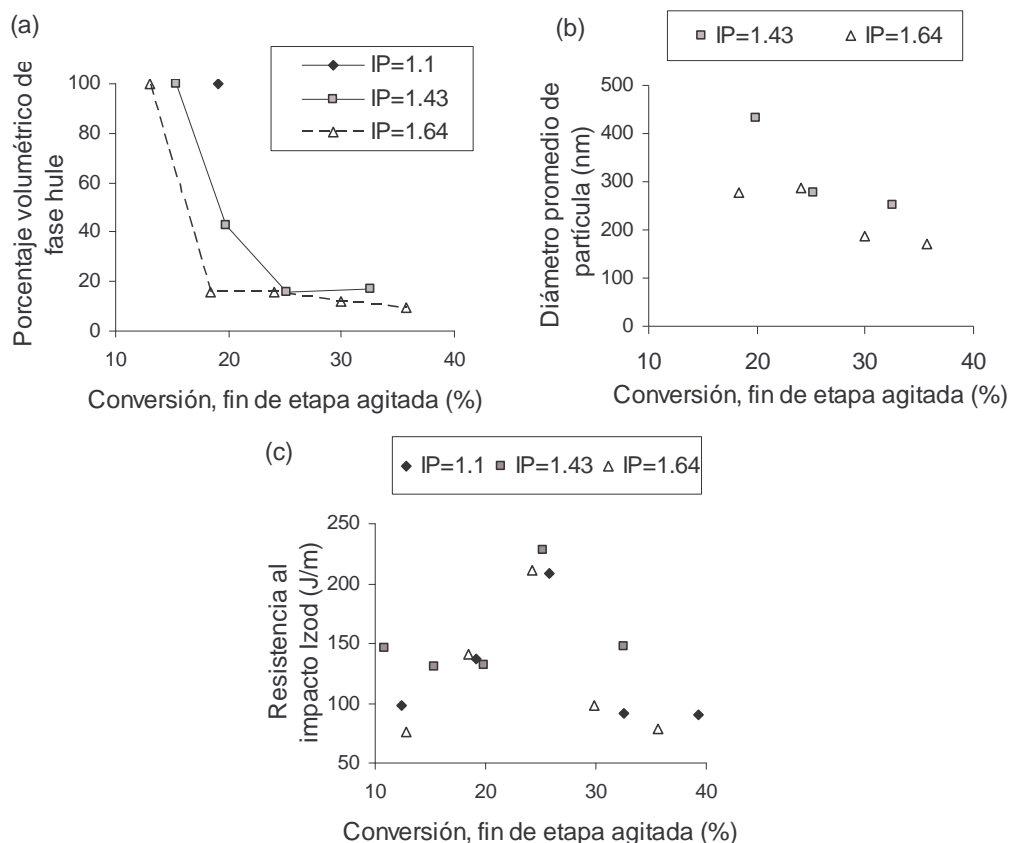 (a)
IP=1.1
IP=1.43
IP=1.64
Porcentaje volumétrico de
fase hule
100
80
60
40
20
0
10 20 30 40
Conversión, fin de etapa agitada (%)
(b)
IP=1.43 IP=1.64
Diámetro promedio de
partícula (nm)
500
400
300
200
100
0
10 20 30 40
Conversión, fin de etapa agitada (%)
(c)
IP=1.1 IP=1.43 IP=1.64
Resistencia al
impacto Izod (J/m)
250
200
150
100
50
10 20 30 40
Conversión, fin de etapa agitada (%)